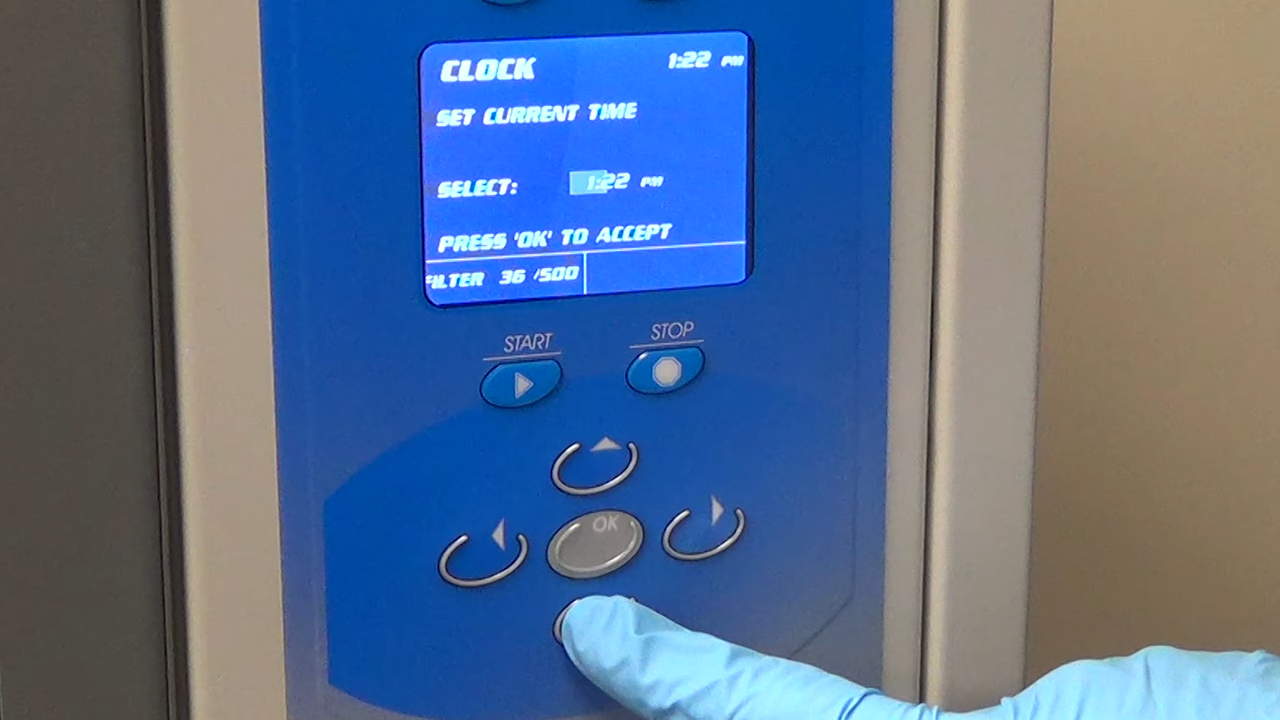 CLOCK 1:22 PM
SET CURRENT TIME
SELECT: 1:22 PM
PRESS 'OK' TO ACCEPT
FILTER 36 /500
START STOP
OK